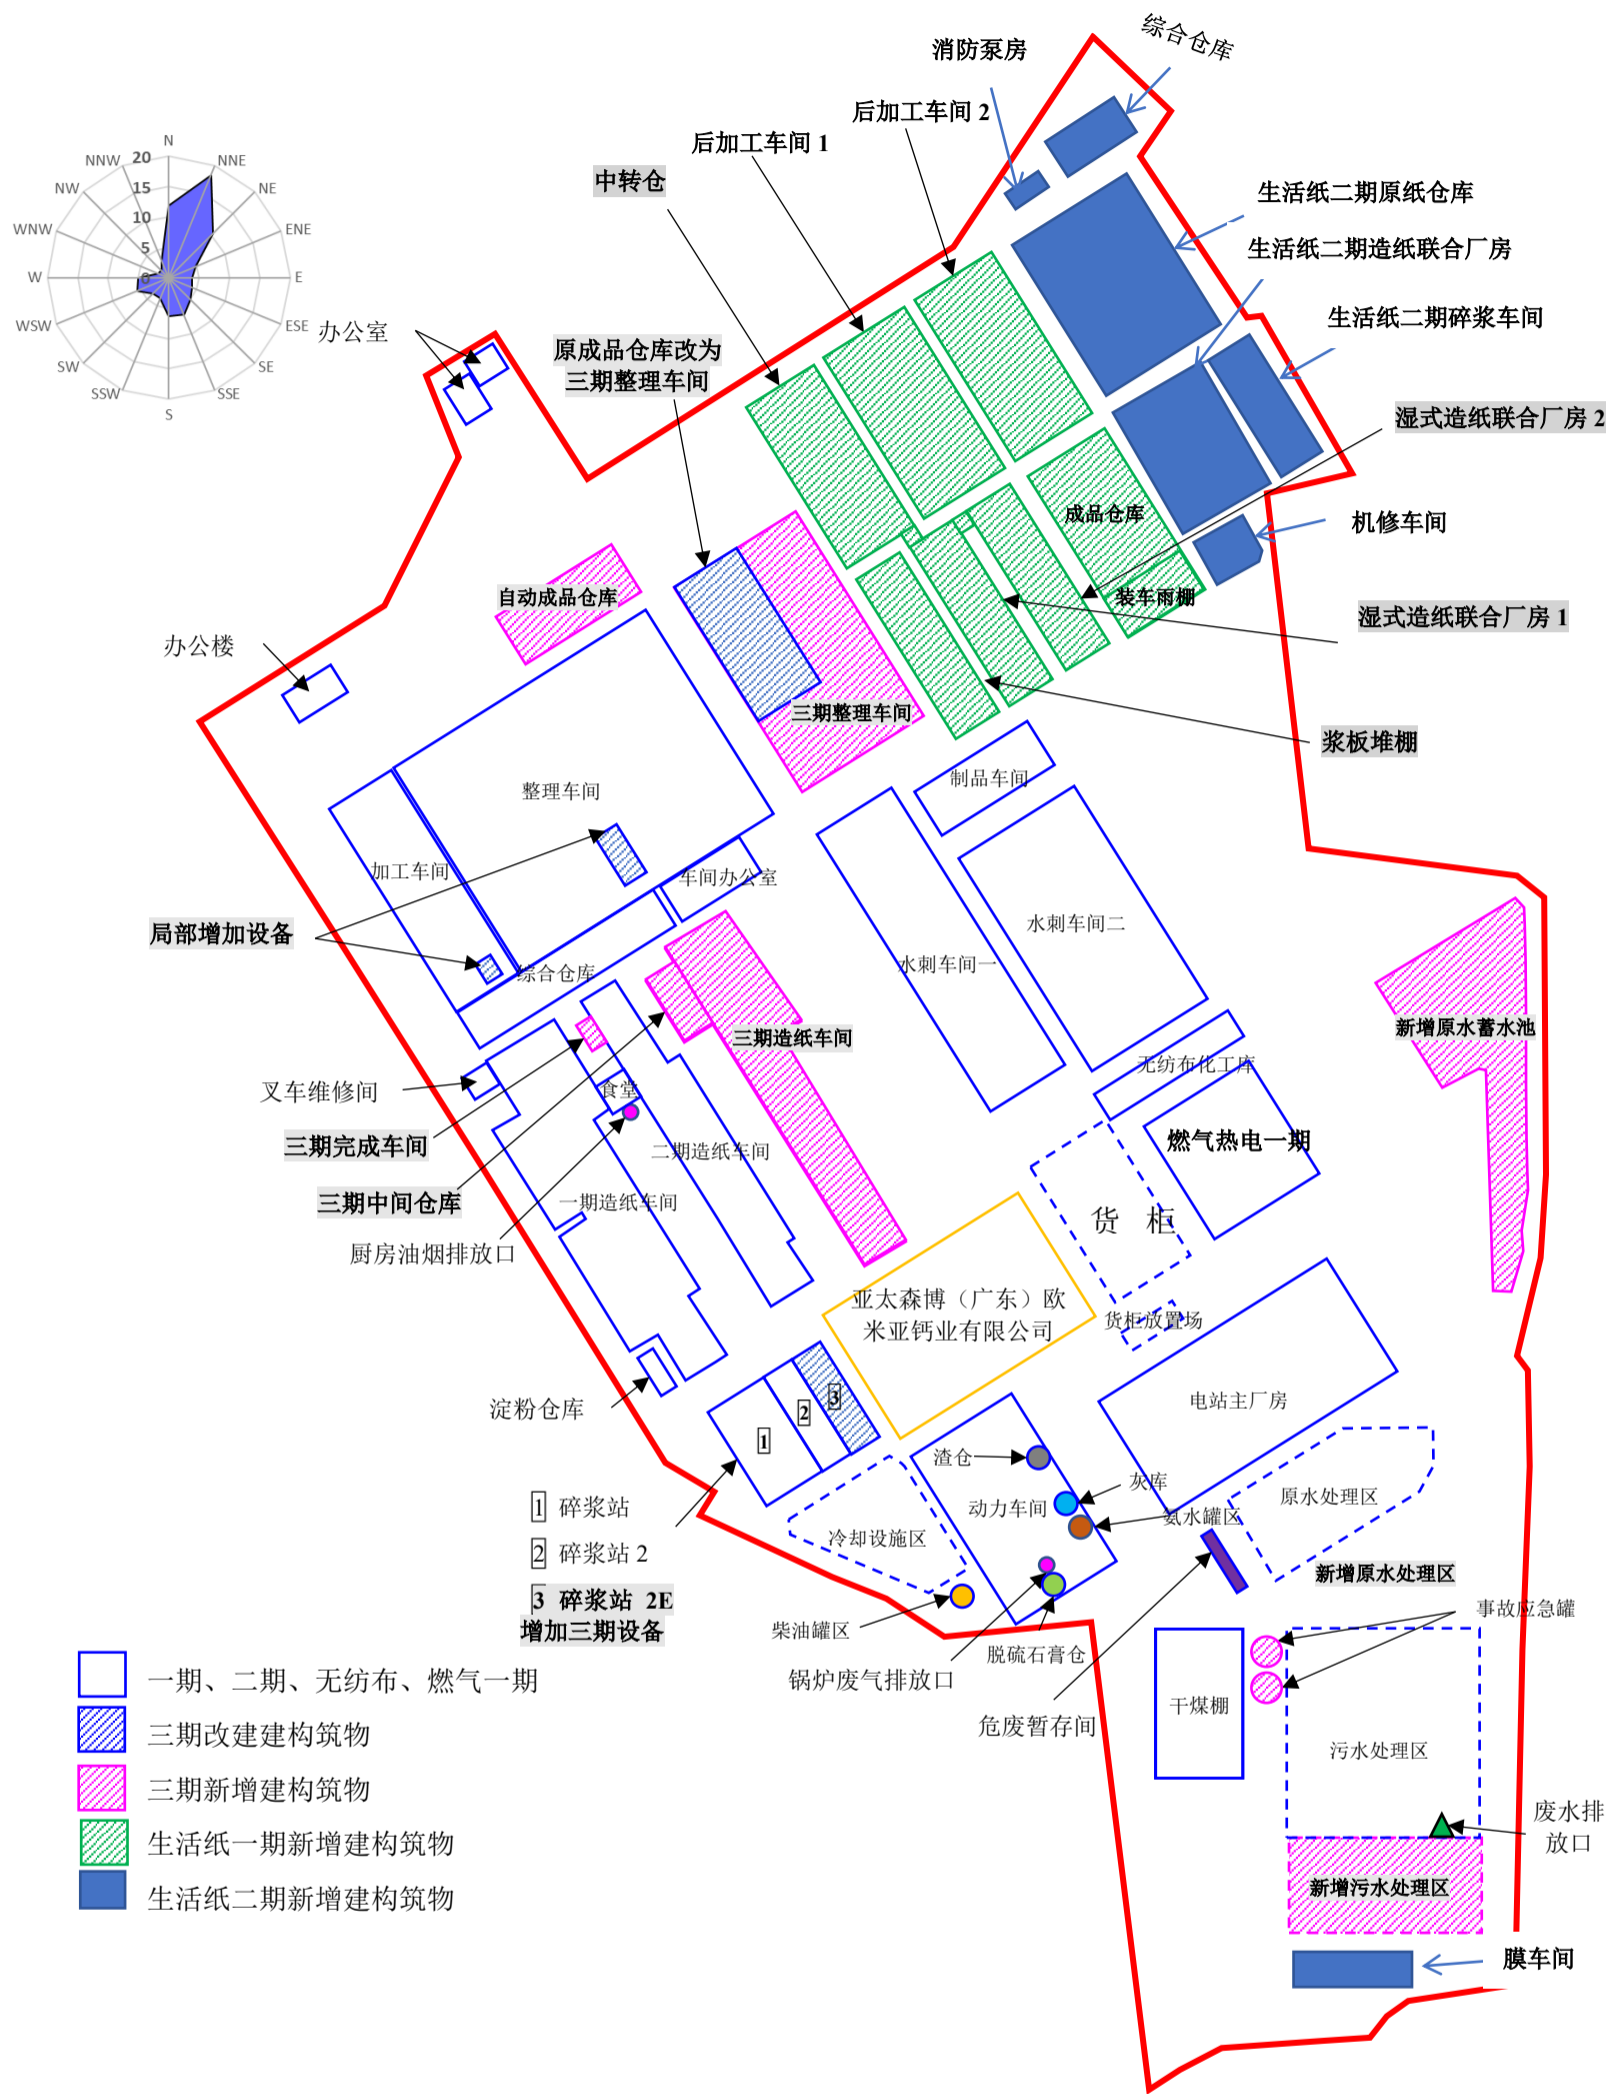 综合仓库
消防泵房
后加工车间 2
后加工车间 1
中转仓
N
NNE
NE
ENE
E
ESE
SE
SSE
S
SSW
SW
WSW
W
WNW
NW
NNW
20
15
10
5
0
生活纸二期原纸仓库
生活纸二期造纸联合厂房
生活纸二期碎浆车间
办公室
原成品仓库改为
三期整理车间
湿式造纸联合厂房 2
成品仓库
机修车间
自动成品仓库
装车雨棚
湿式造纸联合厂房 1
办公楼
三期整理车间
浆板堆棚
制品车间
整理车间
加工车间
车间办公室
局部增加设备
综合仓库
水刺车间二
水刺车间一
新增原水蓄水池
三期造纸车间
无纺布化工库
叉车维修间
食堂
三期完成车间
燃气热电一期
二期造纸车间
三期中间仓库
一期造纸车间
货 柜
厨房油烟排放口
亚太森博（广东）欧
米亚钙业有限公司
货柜放置场
淀粉仓库
电站主厂房
3
2
1
渣仓
灰库
动力车间
氨水罐区
原水处理区
1 碎浆站
2 碎浆站 2
3 碎浆站 2E
增加三期设备
冷却设施区
新增原水处理区
柴油罐区
事故应急罐
脱硫石膏仓
锅炉废气排放口
危废暂存间
干煤棚
污水处理区
废水排
放口
新增污水处理区
膜车间
一期、二期、无纺布、燃气一期
三期改建建构筑物
三期新增建构筑物
生活纸一期新增建构筑物
生活纸二期新增建构筑物